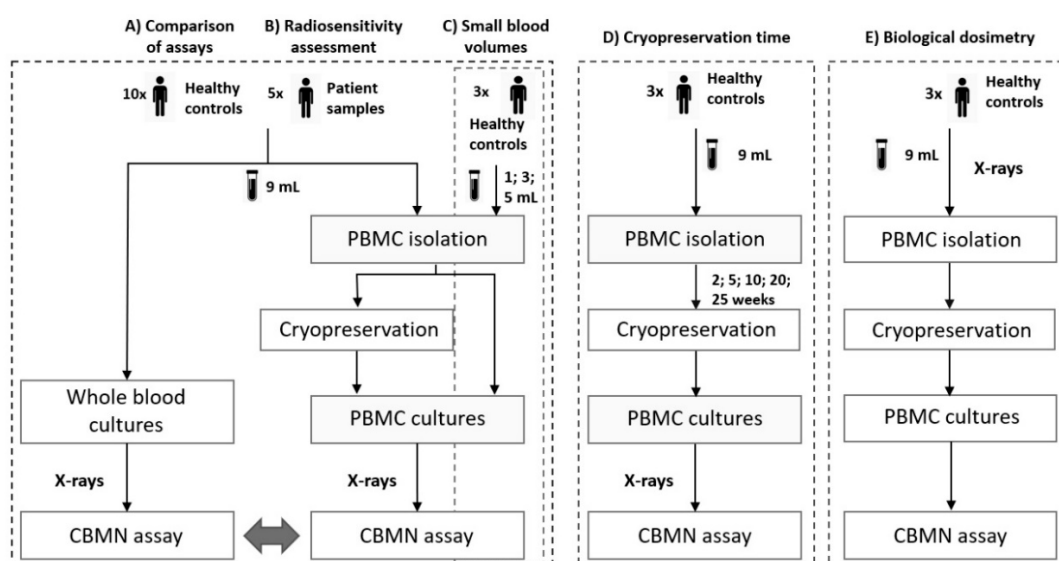 A) Comparison
of assays
B) Radiosensitivity
assessment
C) Small blood
volumes
D) Cryopreservation time
E) Biological dosimetry
10x
Healthy
controls
5x
Patient
samples
3x
Healthy
controls
3x
Healthy
controls
3x
Healthy
controls
9 mL
1; 3;
5 mL
9 mL
9 mL
X-rays
PBMC isolation
PBMC isolation
PBMC isolation
2; 5; 10; 20;
25 weeks
Cryopreservation
Cryopreservation
Cryopreservation
Whole blood
cultures
PBMC cultures
PBMC cultures
PBMC cultures
X-rays
X-rays
X-rays
CBMN assay
CBMN assay
CBMN assay
CBMN assay